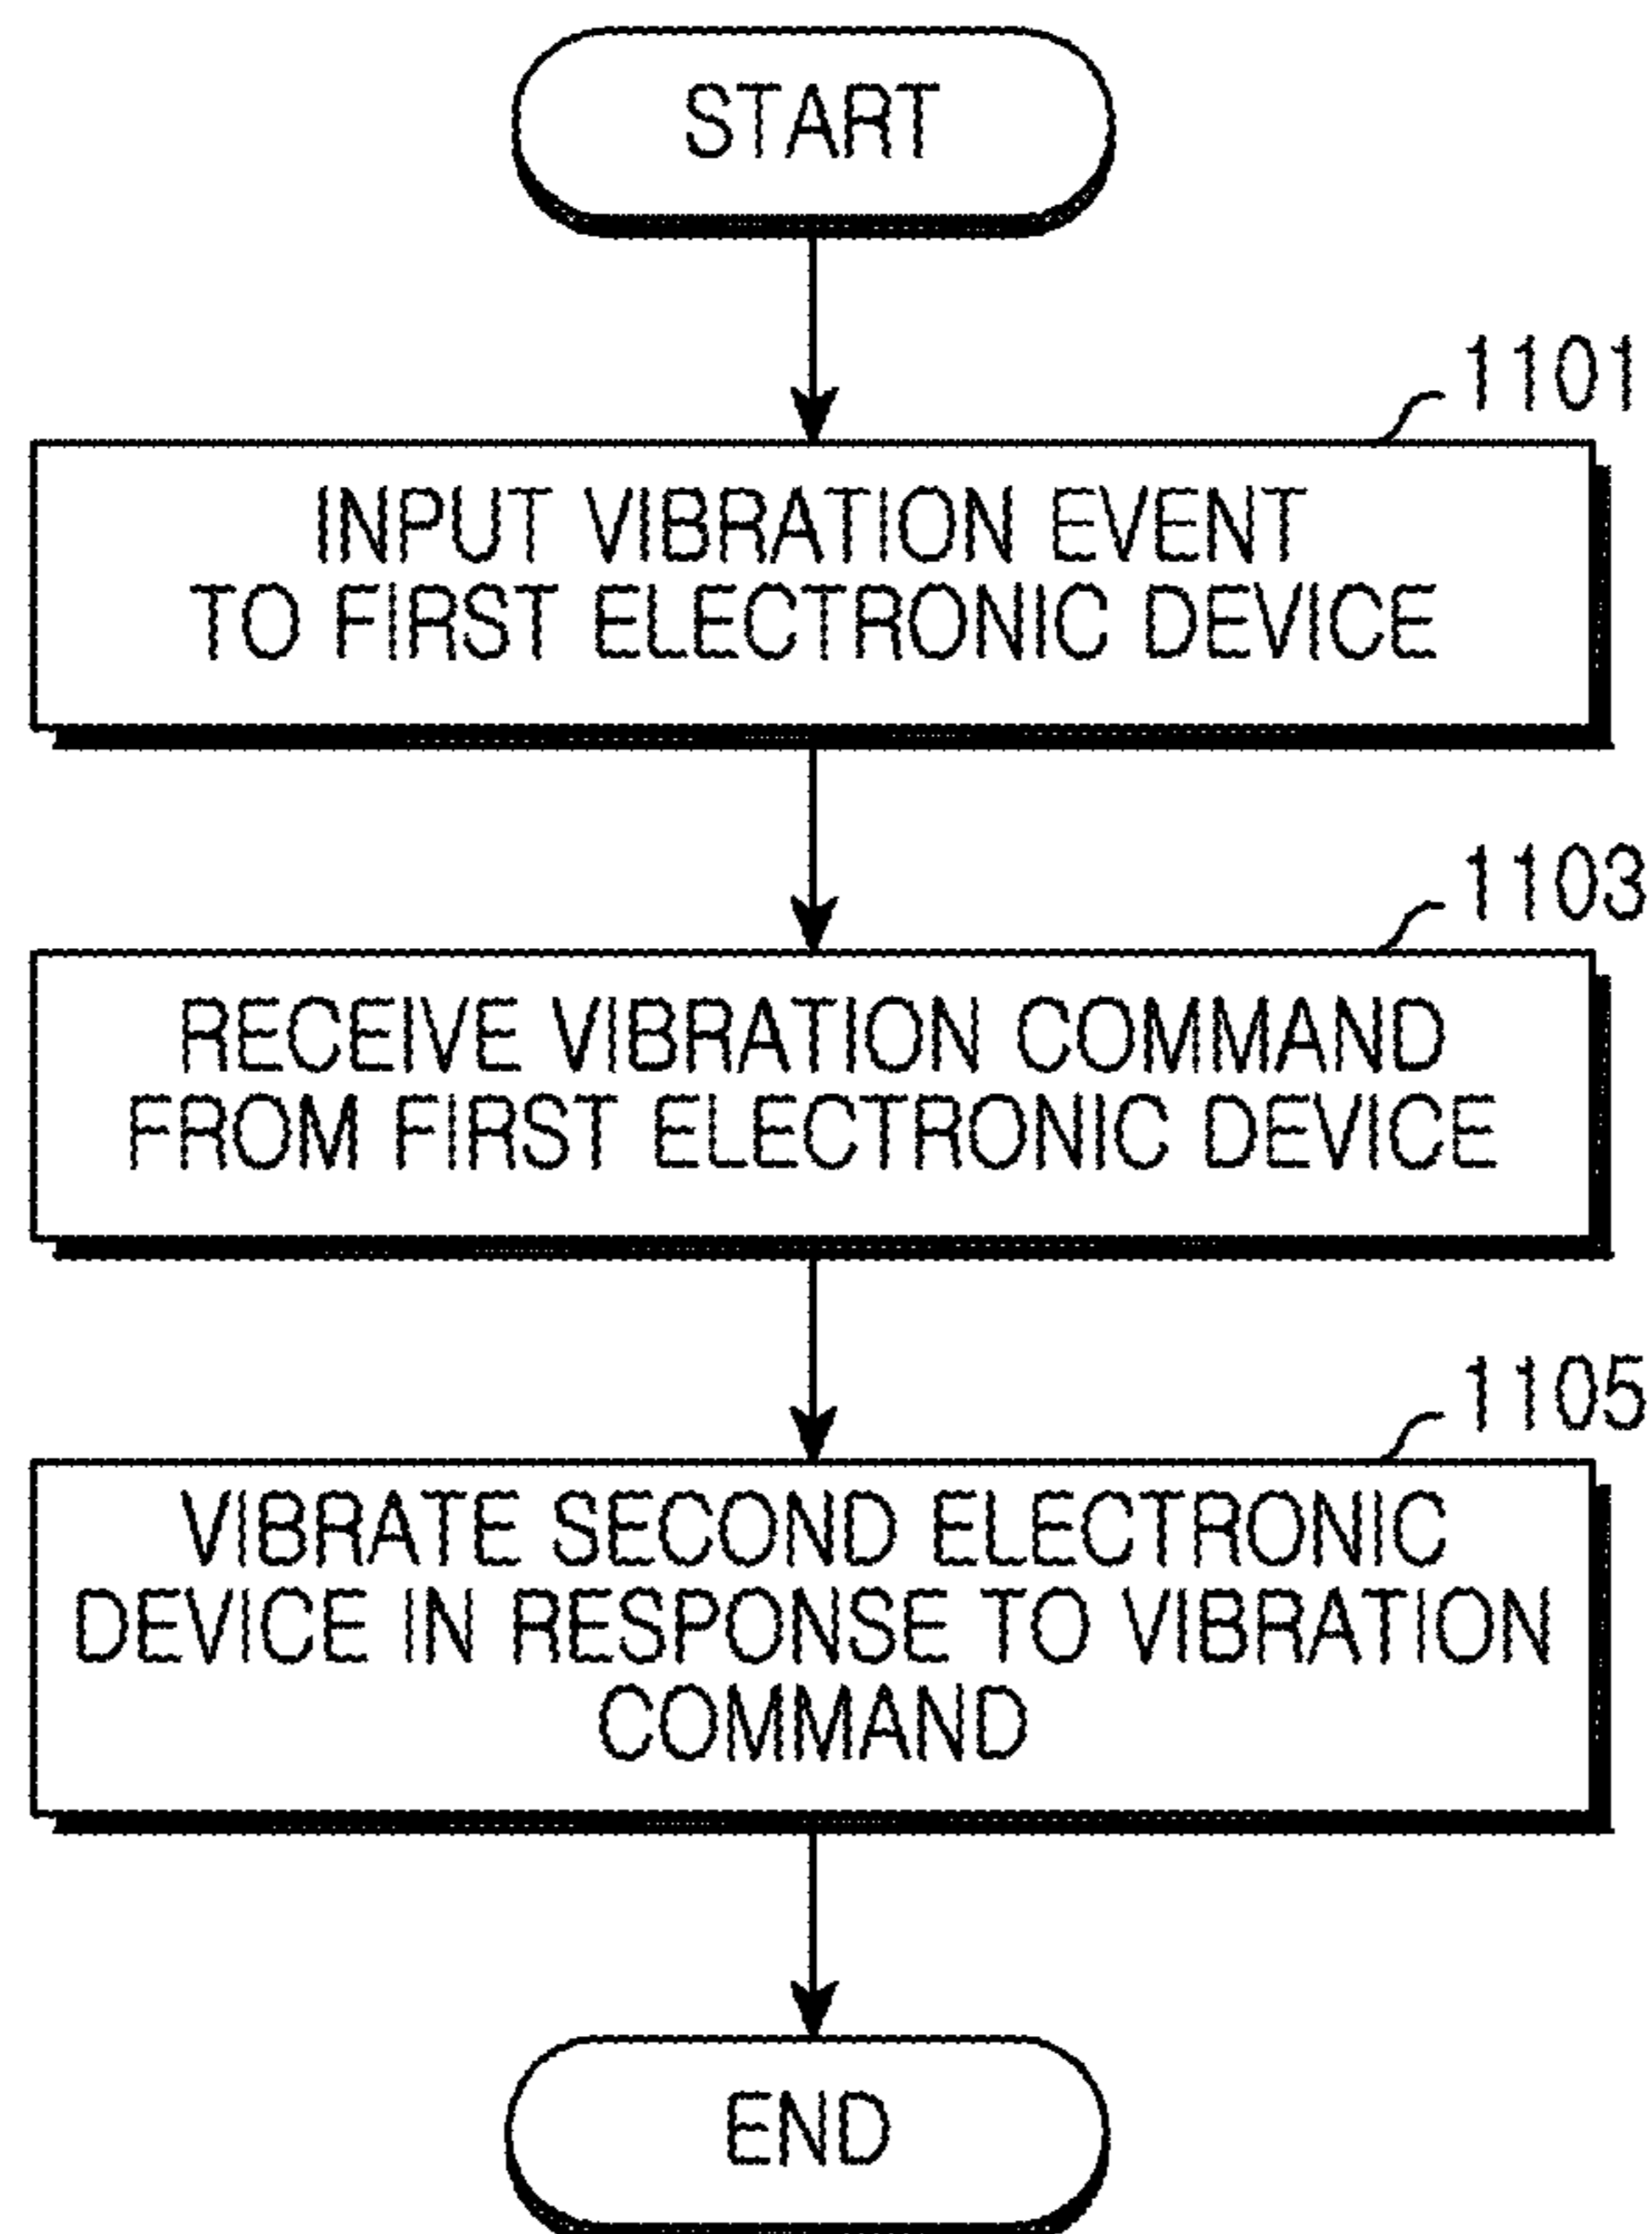 START
1101
INPUT VIBRATION EVENT
TO FIRST ELECTRONIC DEVICE
1103
RECEIVE VIBRATION COMMAND
FROM FIRST ELECTRONIC DEVICE
1105
VIBRATE SECOND ELECTRONIC
DEVICE IN RESPONSE TO VIBRATION
COMMAND
END